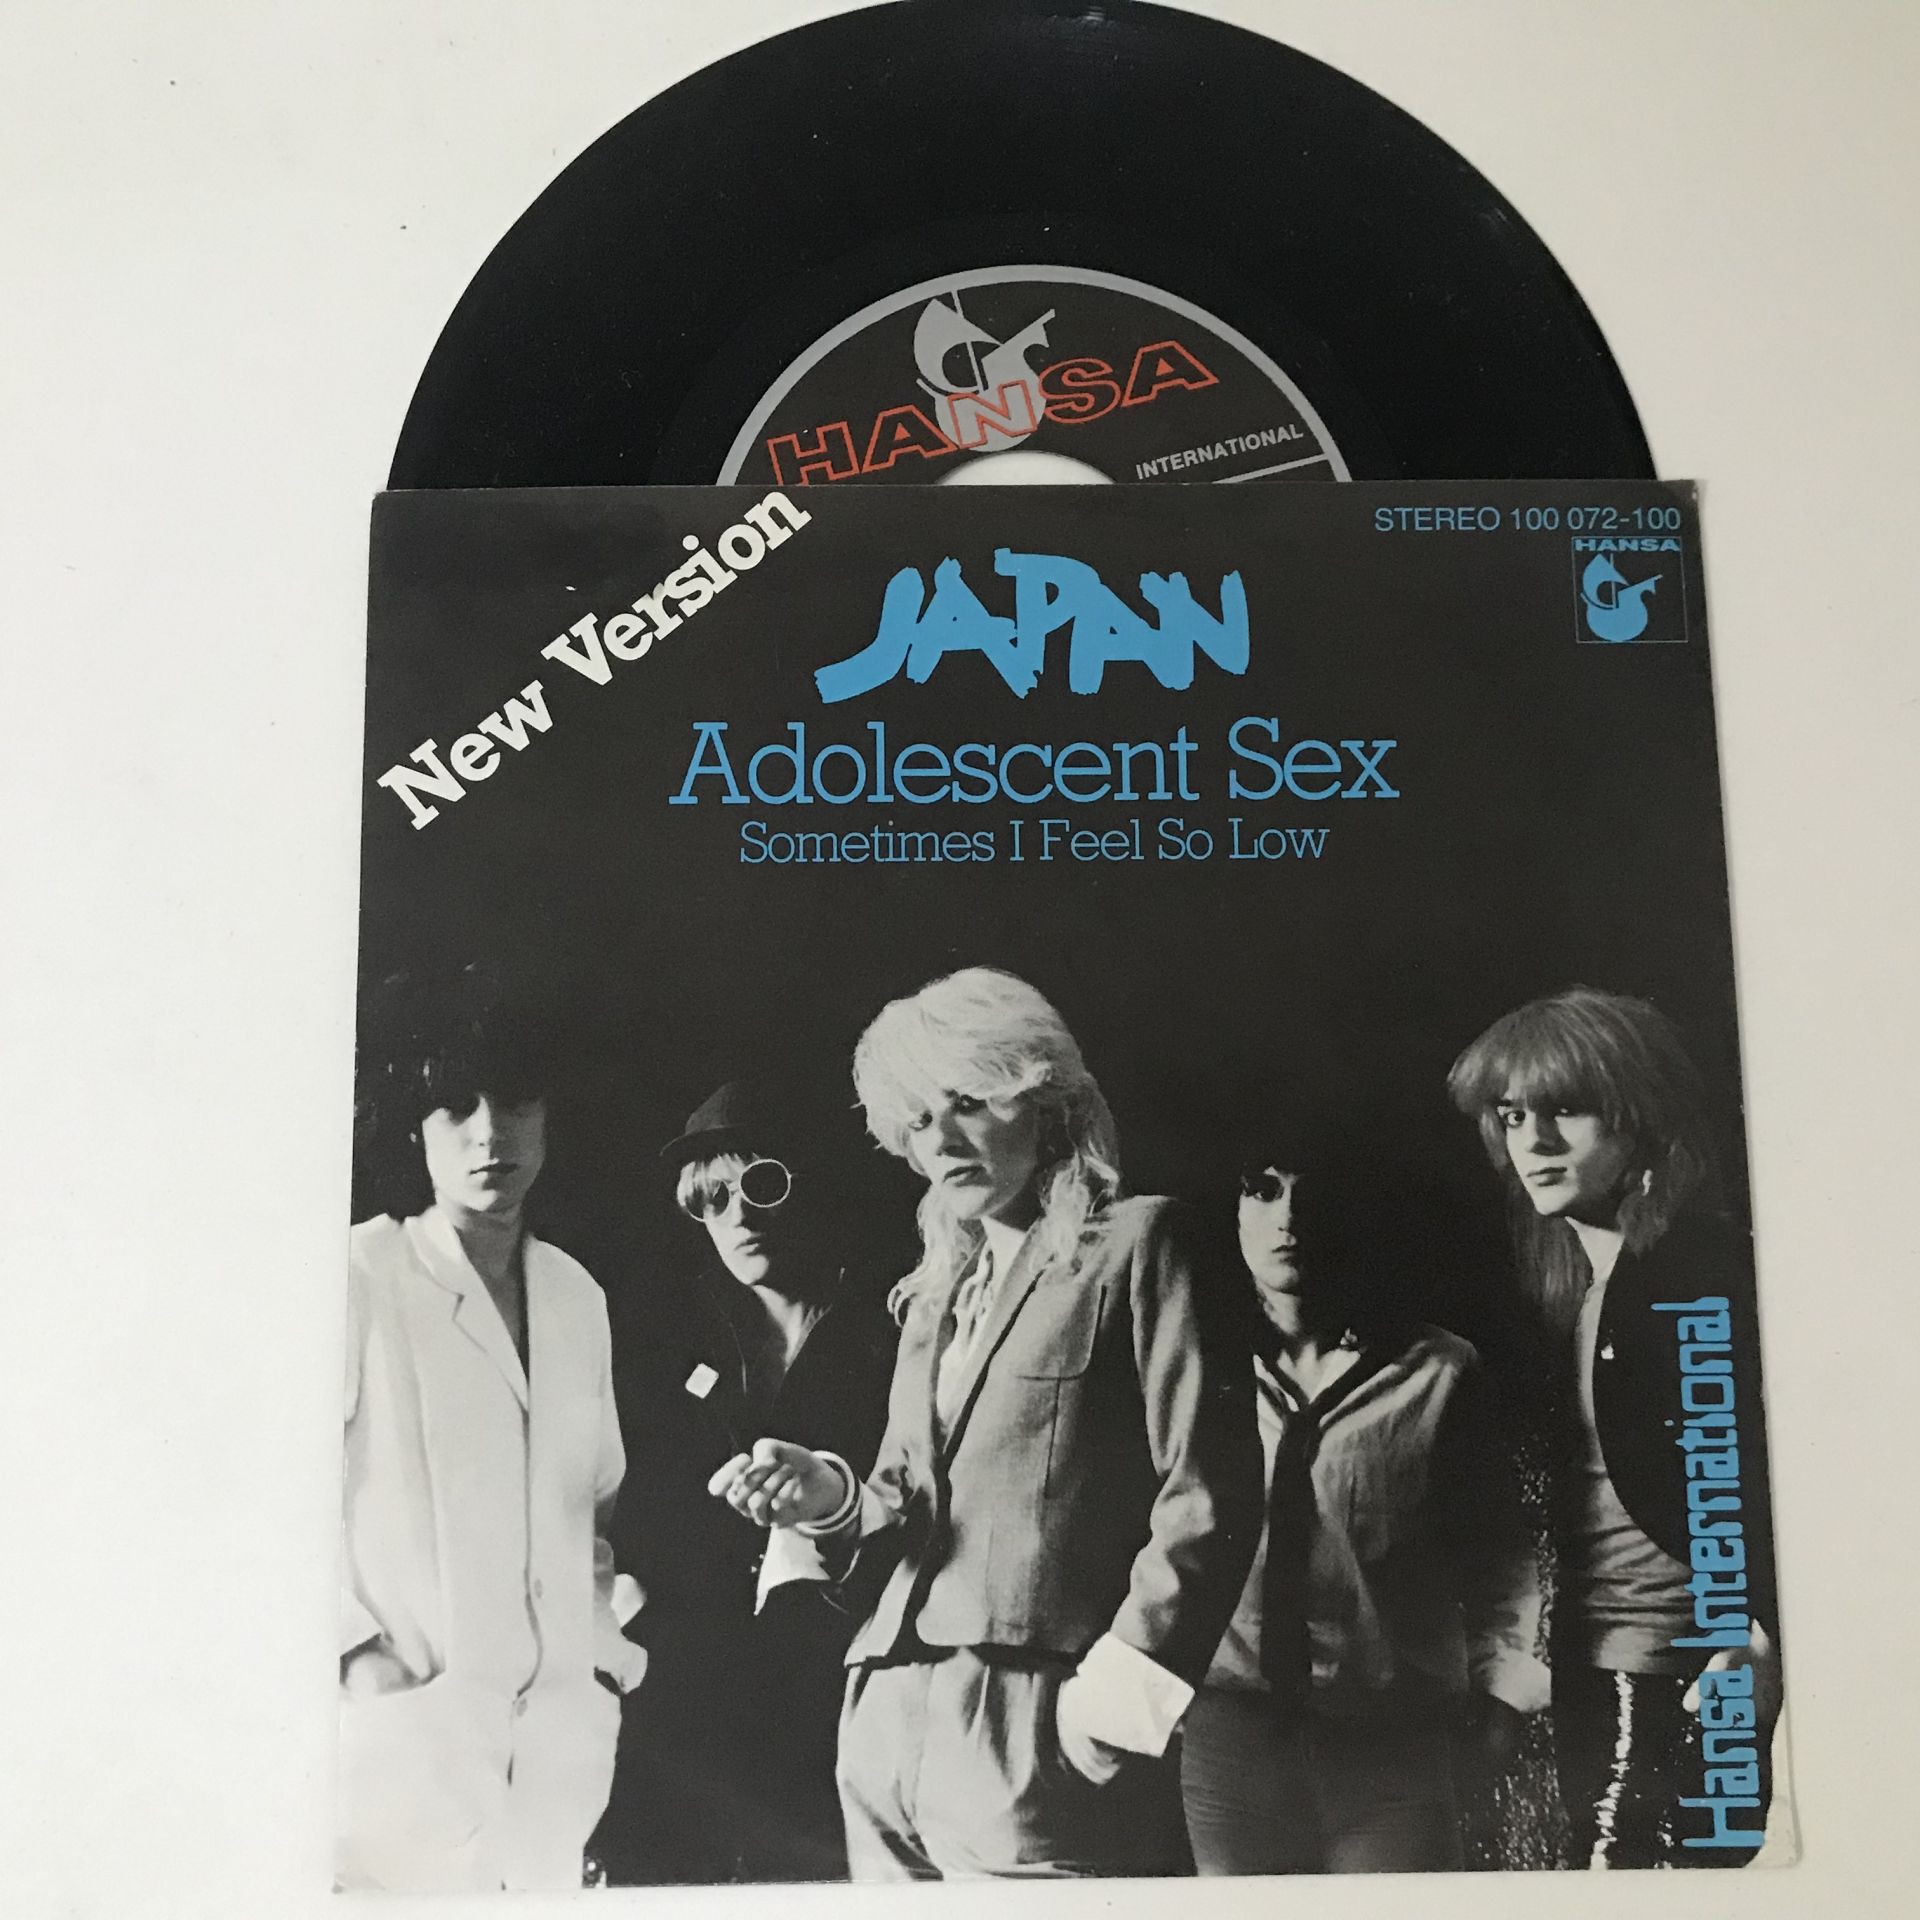 HANSA
INTERNATIONAL
New Version
STEREO 100 072-100
HANSA
JAPAN
Adolescent Sex
Sometimes I Feel So Low
Hansa International